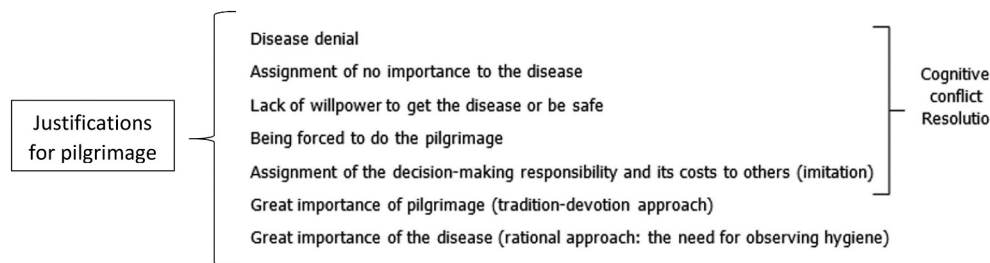 Justifications
for pilgrimage
Disease denial
Assignment of no importance to the disease
Lack of willpower to get the disease or be safe
Being forced to do the pilgrimage
Assignment of the decision-making responsibility and its costs to others (imitation)
Great importance of pilgrimage (tradition-devotion approach)
Great importance of the disease (rational approach: the need for observing hygiene)
Cognitive
conflict
Resolutio